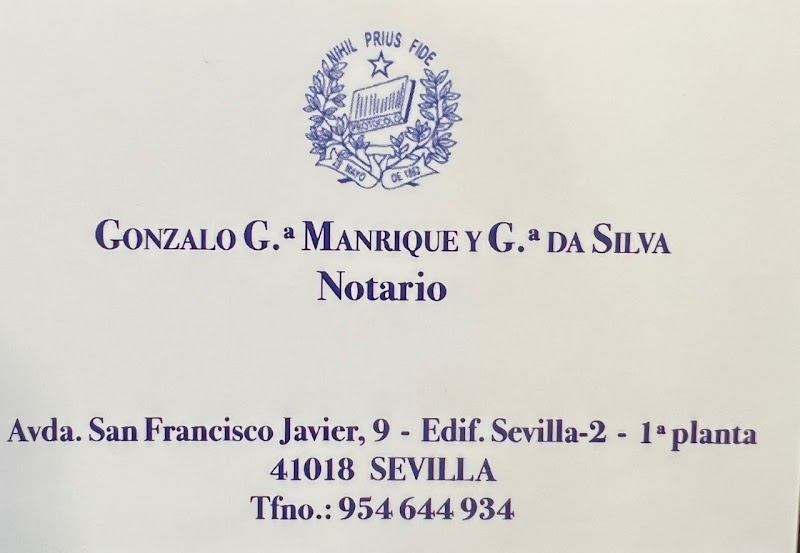 NIHIL PRIUS FIDE
PROTOCOLO
28 MAYO DE 1862
GONZALO G.ª MANRIQUE Y G.ª DA SILVA
Notario
Avda. San Francisco Javier, 9 - Edif. Sevilla-2 - 1ª planta
41018 SEVILLA
Tfno.: 954 644 934